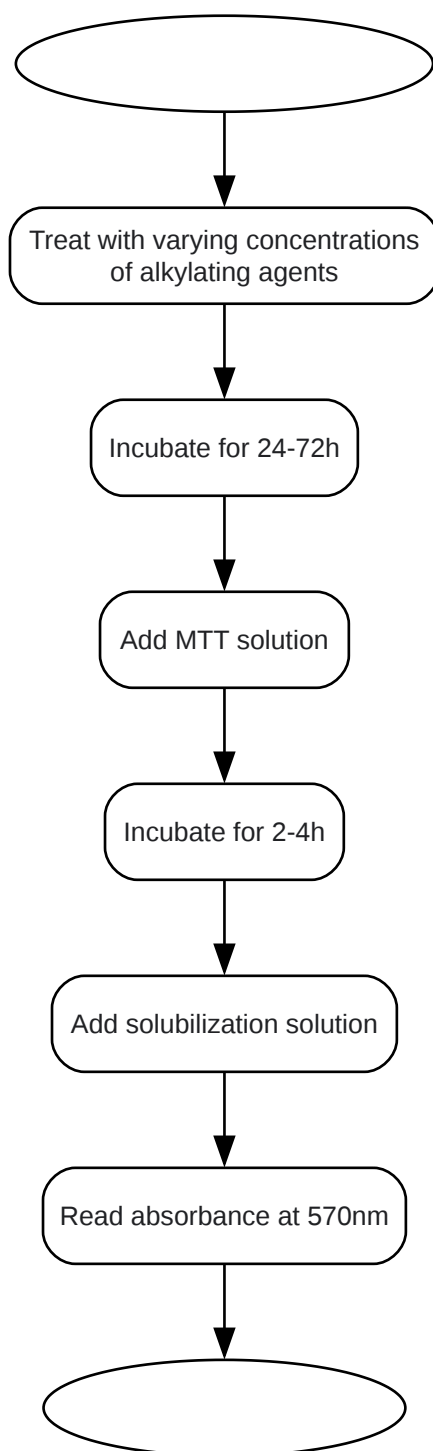 Treat with varying concentrations
of alkylating agents
Incubate for 24-72h
Add MTT solution
Incubate for 2-4h
Add solubilization solution
Read absorbance at 570nm